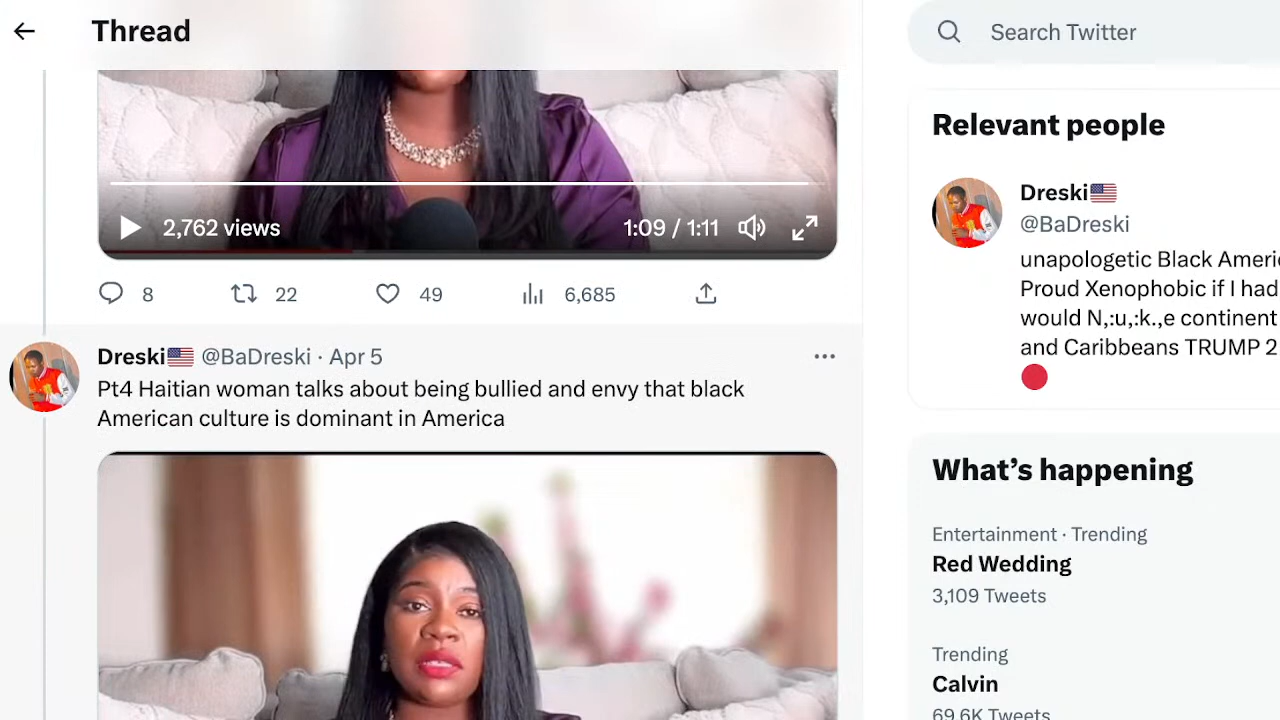 Thread
Search Twitter
2,762 views
1:09 / 1:11
8
22
49
6,685
Dreski🇺🇸 @BaDreski · Apr 5
Pt4 Haitian woman talks about being bullied and envy that black
American culture is dominant in America
Relevant people
Dreski🇺🇸
@BaDreski
unapologetic Black Ameri
Proud Xenophobic if I had
would N,:u,:k.,e continent
and Caribbeans TRUMP 2
What’s happening
Entertainment · Trending
Red Wedding
3,109 Tweets
Trending
Calvin
69.6K Tweets